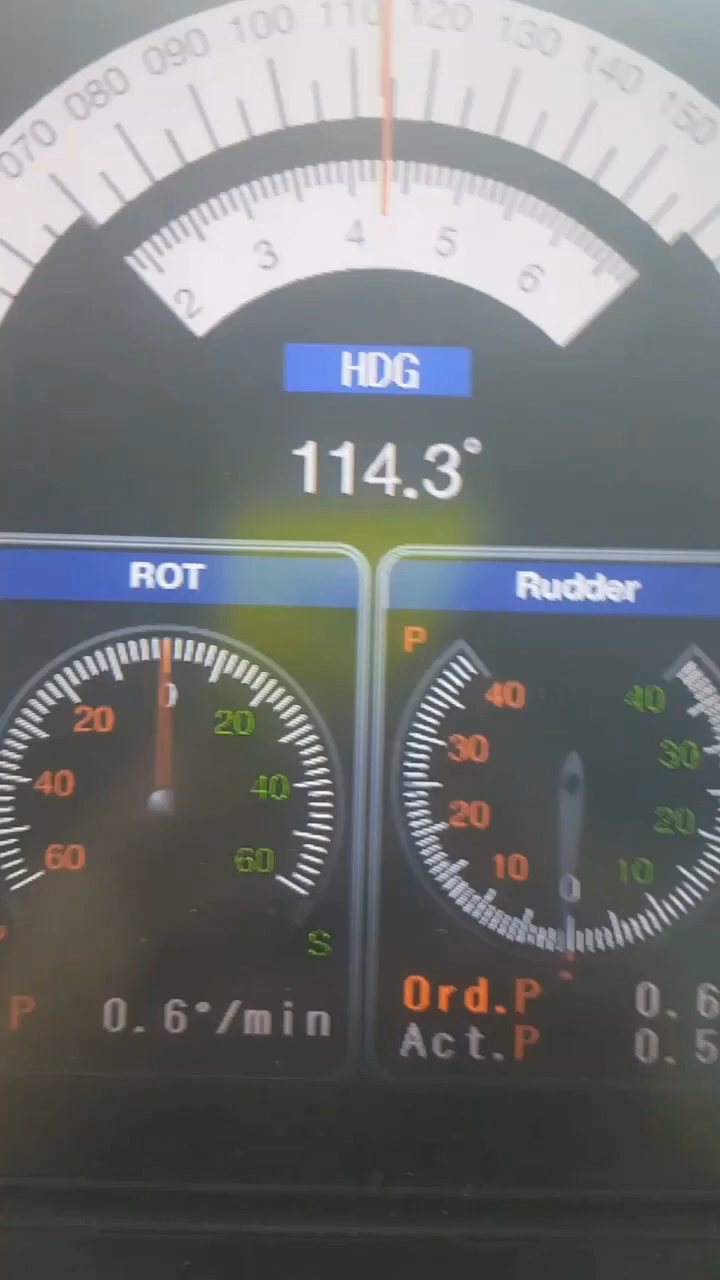 070 080 090 100 110 120 130 140 150
2 3 4 5 6
HDG
114.3°
ROT
Rudder
P
0
20 20
40 40
60 60
S
P 0.6°/min
40 40
30 30
20 20
10 10
0
Ord.P 0.6
Act.P 0.5